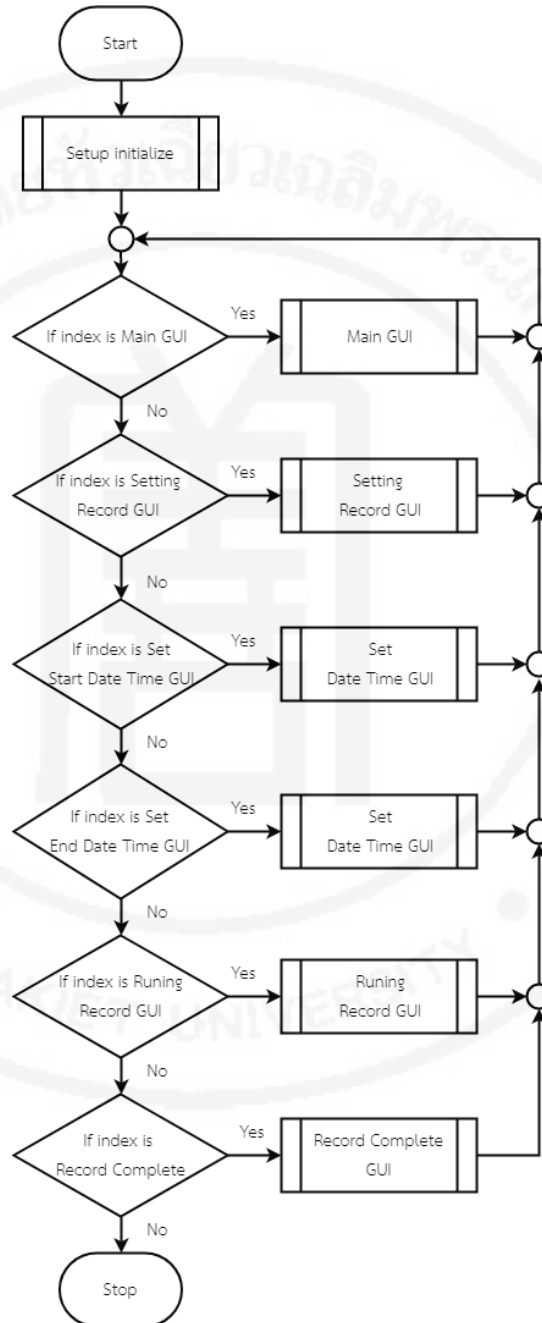 Start
Setup initialize
If index is Main GUI
Yes
Main GUI
No
If index is Setting
Record GUI
Yes
Setting
Record GUI
No
If index is Set
Start Date Time GUI
Yes
Set
Date Time GUI
No
If index is Set
End Date Time GUI
Yes
Set
Date Time GUI
No
If index is Runing
Record GUI
Yes
Runing
Record GUI
No
If index is
Record Complete
Yes
Record Complete
GUI
No
Stop
UNIVERSITY